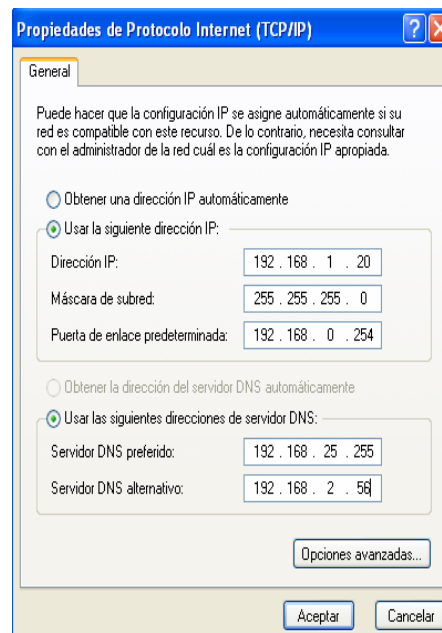 Propiedades de Protocolo Internet (TCP/IP)
General
Puede hacer que la configuración IP se asigne automáticamente si su
red es compatible con este recurso. De lo contrario, necesita consultar
con el administrador de la red cuál es la configuración IP apropiada.
Obtener una dirección IP automáticamente
Usar la siguiente dirección IP:
Dirección IP: 192 . 168 . 1 . 20
Máscara de subred: 255 . 255 . 255 . 0
Puerta de enlace predeterminada: 192 . 168 . 0 . 254
Obtener la dirección del servidor DNS automáticamente
Usar las siguientes direcciones de servidor DNS:
Servidor DNS preferido: 192 . 168 . 25 . 255
Servidor DNS alternativo: 192 . 168 . 2 . 56
Opciones avanzadas...
Aceptar Cancelar